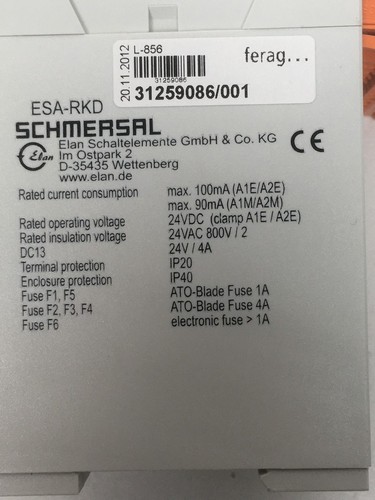 L-856
20.11.2012
31259086
ferag...
31259086/001
ESA-RKD
SCHMERSAL
Elan
Elan Schaltelemente GmbH & Co. KG
Im Ostpark 2
D-35435 Wettenberg
www.elan.de
CE
Rated current consumption max. 100mA (A1E/A2E)
max. 90mA (A1M/A2M)
Rated operating voltage 24VDC (clamp A1E / A2E)
Rated insulation voltage 24VAC 800V / 2
DC13 24V / 4A
Terminal protection IP20
Enclosure protection IP40
Fuse F1, F5 ATO-Blade Fuse 1A
Fuse F2, F3, F4 ATO-Blade Fuse 4A
Fuse F6 electronic fuse > 1A